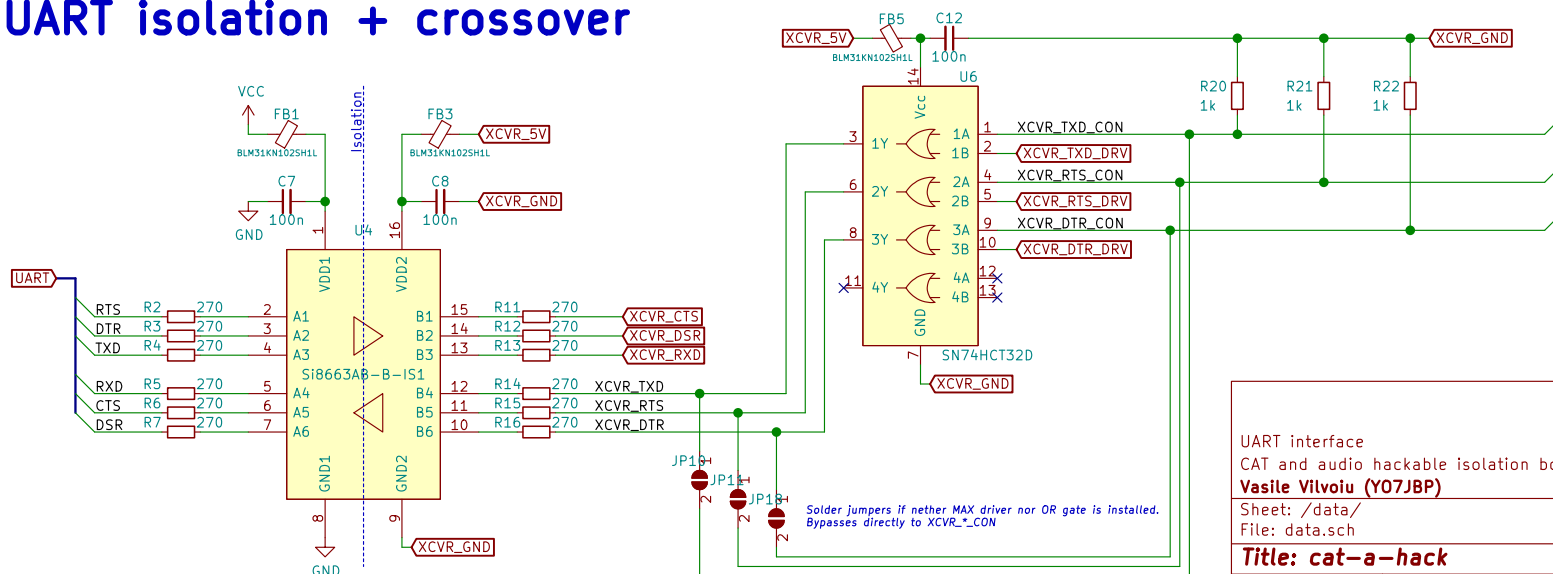 UART isolation + crossover
XCVR_5V
FB5
BLM31KN102SH1L
C12
100n
XCVR_GND
R20
1k
R21
1k
R22
1k
VCC
FB1
BLM31KN102SH1L
Isolation
FB3
BLM31KN102SH1L
XCVR_5V
C7
100n
GND
C8
100n
XCVR_GND
U4
1
16
VDD1
VDD2
UART
RTS R2 270 2 A1
DTR R3 270 3 A2
TXD R4 270 4 A3
RXD R5 270 5 A4
CTS R6 270 6 A5
DSR R7 270 7 A6
Si8663AB-B-IS1
B1 15 R11 270 XCVR_CTS
B2 14 R12 270 XCVR_DSR
B3 13 R13 270 XCVR_RXD
B4 12 R14 270 XCVR_TXD
B5 11 R15 270 XCVR_RTS
B6 10 R16 270 XCVR_DTR
GND1
GND2
8
9
GND
XCVR_GND
U6
14
Vcc
3 1Y 1A 1 XCVR_TXD_CON
1B 2 XCVR_TXD_DRV
6 2Y 2A 4 XCVR_RTS_CON
2B 5 XCVR_RTS_DRV
8 3Y 3A 9 XCVR_DTR_CON
3B 10 XCVR_DTR_DRV
11 4Y 4A 12
4B 13
GND
7
SN74HCT32D
XCVR_GND
JP10
1
2
JP11
1
2
JP18
1
2
Solder jumpers if nether MAX driver nor OR gate is installed.
Bypasses directly to XCVR_*_CON
UART interface
CAT and audio hackable isolation bo
Vasile Vilvoiu (YO7JBP)
Sheet: /data/
File: data.sch
Title: cat-a-hack